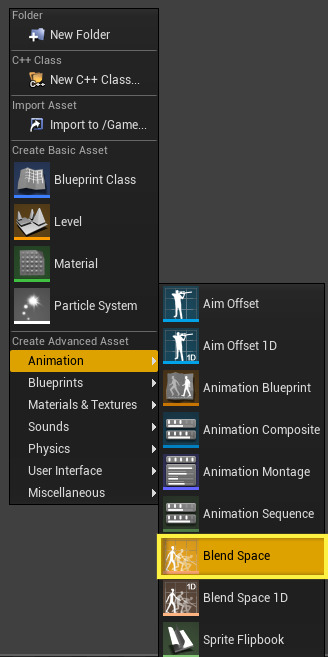 Folder
New Folder
C++ Class
C++
New C++ Class...
Import Asset
Import to /Game...
Create Basic Asset
Blueprint Class
Level
Material
Particle System
Create Advanced Asset
Animation
Blueprints
Materials & Textures
Sounds
Physics
User Interface
Miscellaneous
Aim Offset
1D
Aim Offset 1D
Animation Blueprint
Animation Composite
Animation Montage
Animation Sequence
Blend Space
1D
Blend Space 1D
Sprite Flipbook